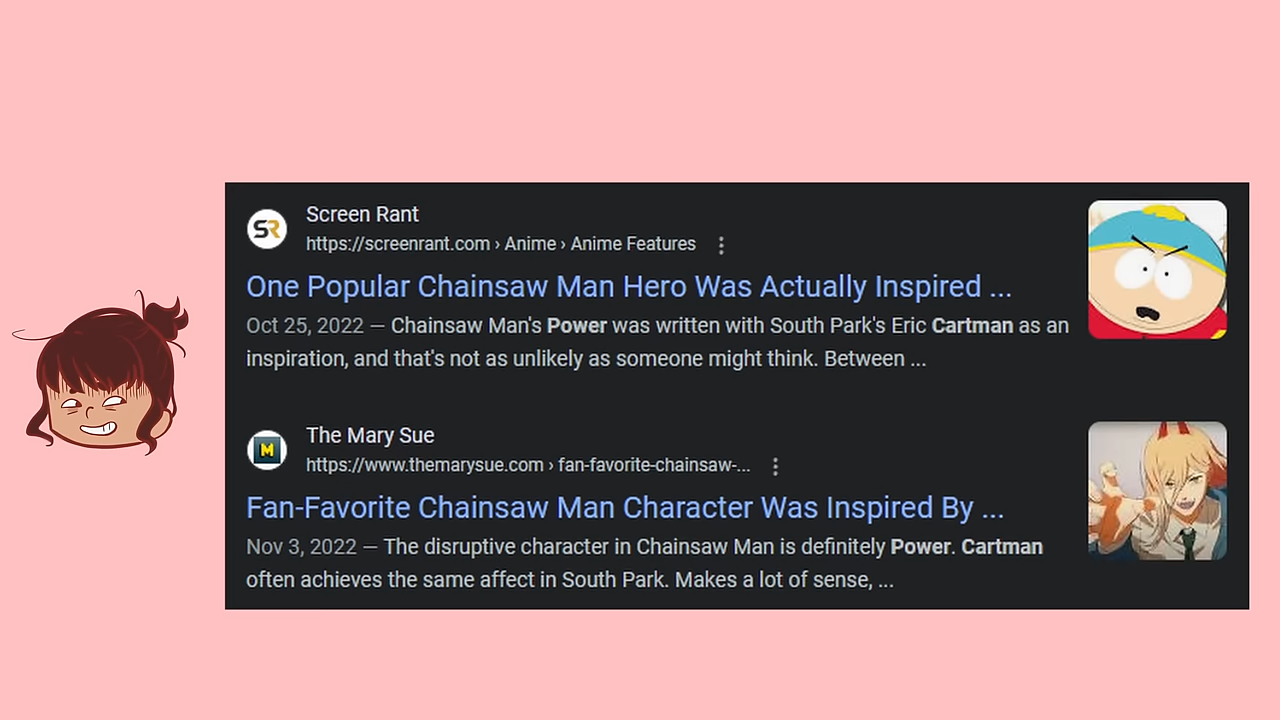 SR
Screen Rant
https://screenrant.com › Anime › Anime Features
One Popular Chainsaw Man Hero Was Actually Inspired ...
Oct 25, 2022 — Chainsaw Man's Power was written with South Park's Eric Cartman as an
inspiration, and that's not as unlikely as someone might think. Between ...
M
The Mary Sue
https://www.themarysue.com › fan-favorite-chainsaw-...
Fan-Favorite Chainsaw Man Character Was Inspired By ...
Nov 3, 2022 — The disruptive character in Chainsaw Man is definitely Power. Cartman
often achieves the same affect in South Park. Makes a lot of sense, ...